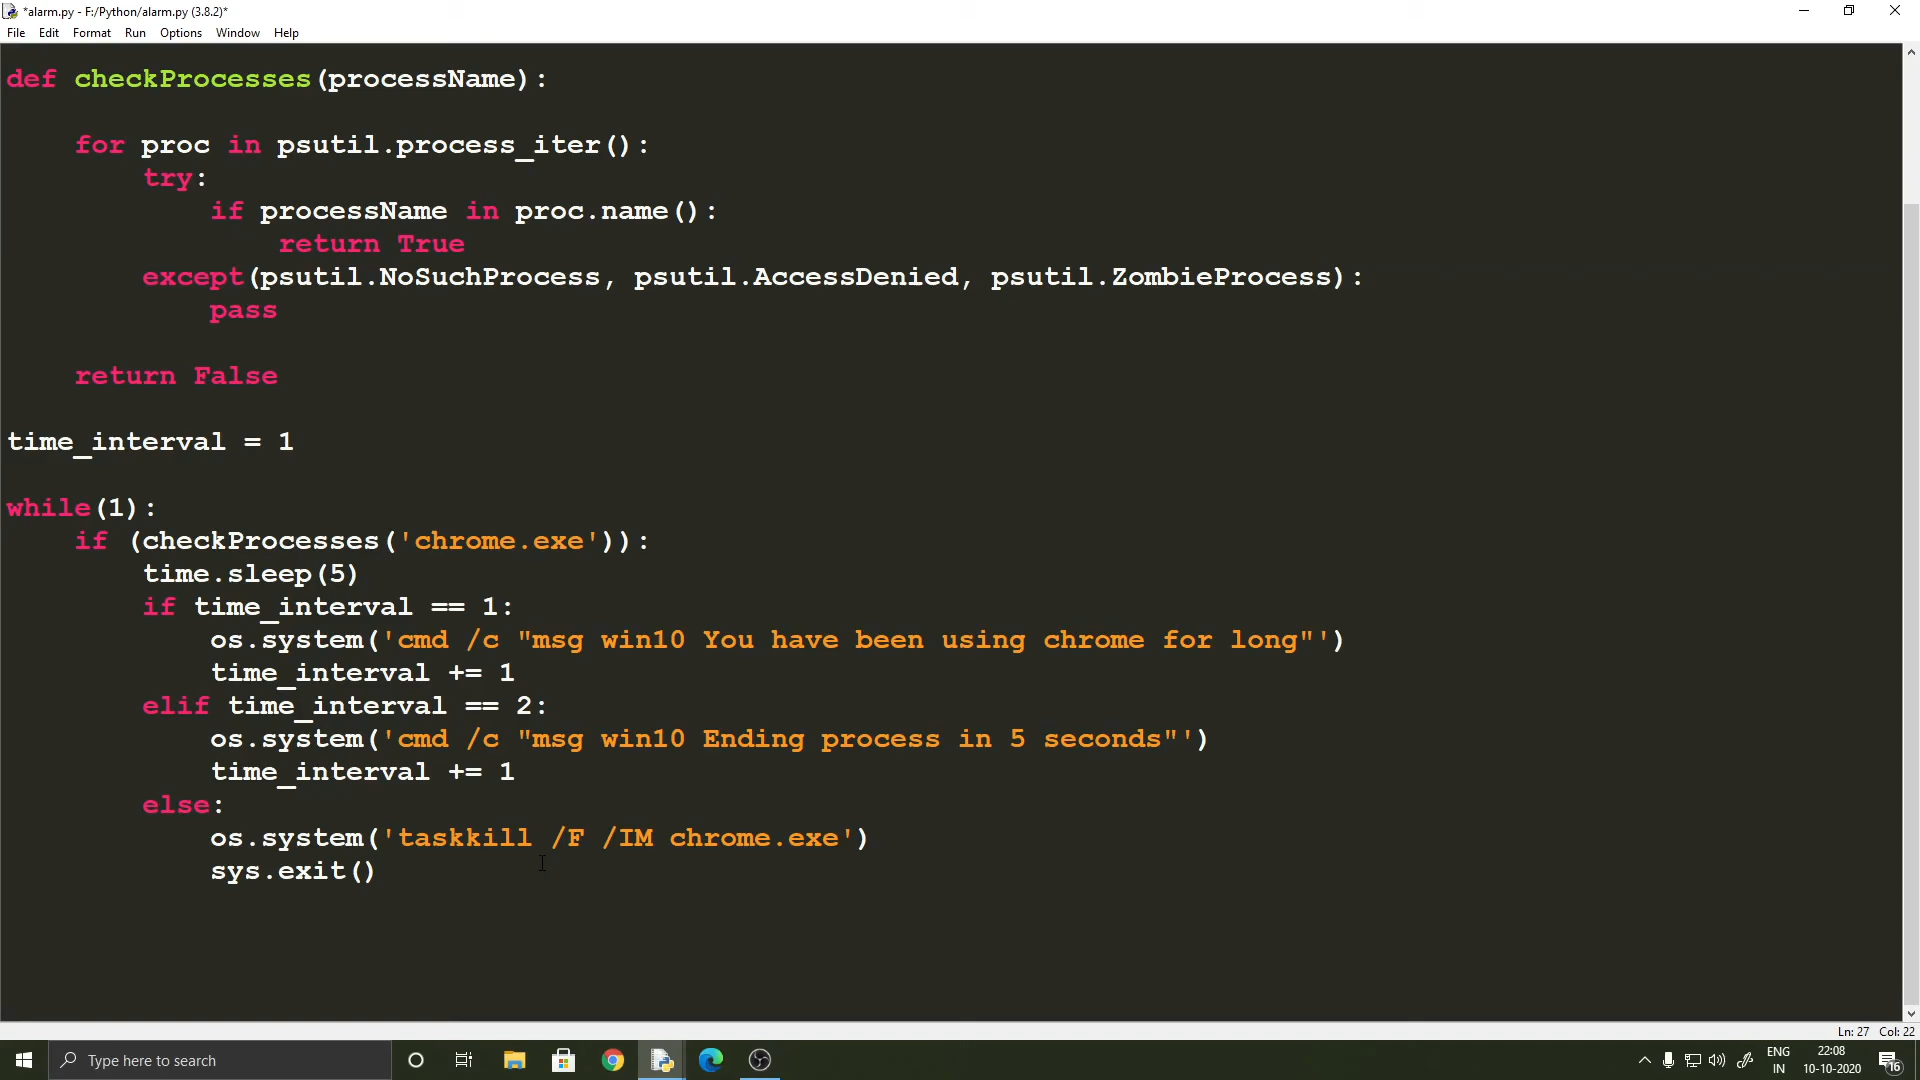 *alarm.py - F:/Python/alarm.py (3.8.2)*
File Edit Format Run Options Window Help
def checkProcesses(processName):
for proc in psutil.process_iter():
try:
if processName in proc.name():
return True
except(psutil.NoSuchProcess, psutil.AccessDenied, psutil.ZombieProcess):
pass
return False
time_interval = 1
while(1):
if (checkProcesses('chrome.exe')):
time.sleep(5)
if time_interval == 1:
os.system('cmd /c "msg win10 You have been using chrome for long"')
time_interval += 1
elif time_interval == 2:
os.system('cmd /c "msg win10 Ending process in 5 seconds"')
time_interval += 1
else:
os.system('taskkill /F /IM chrome.exe')
sys.exit()
Ln: 27 Col: 22
Type here to search
ENG 22:08
IN 10-10-2020 16